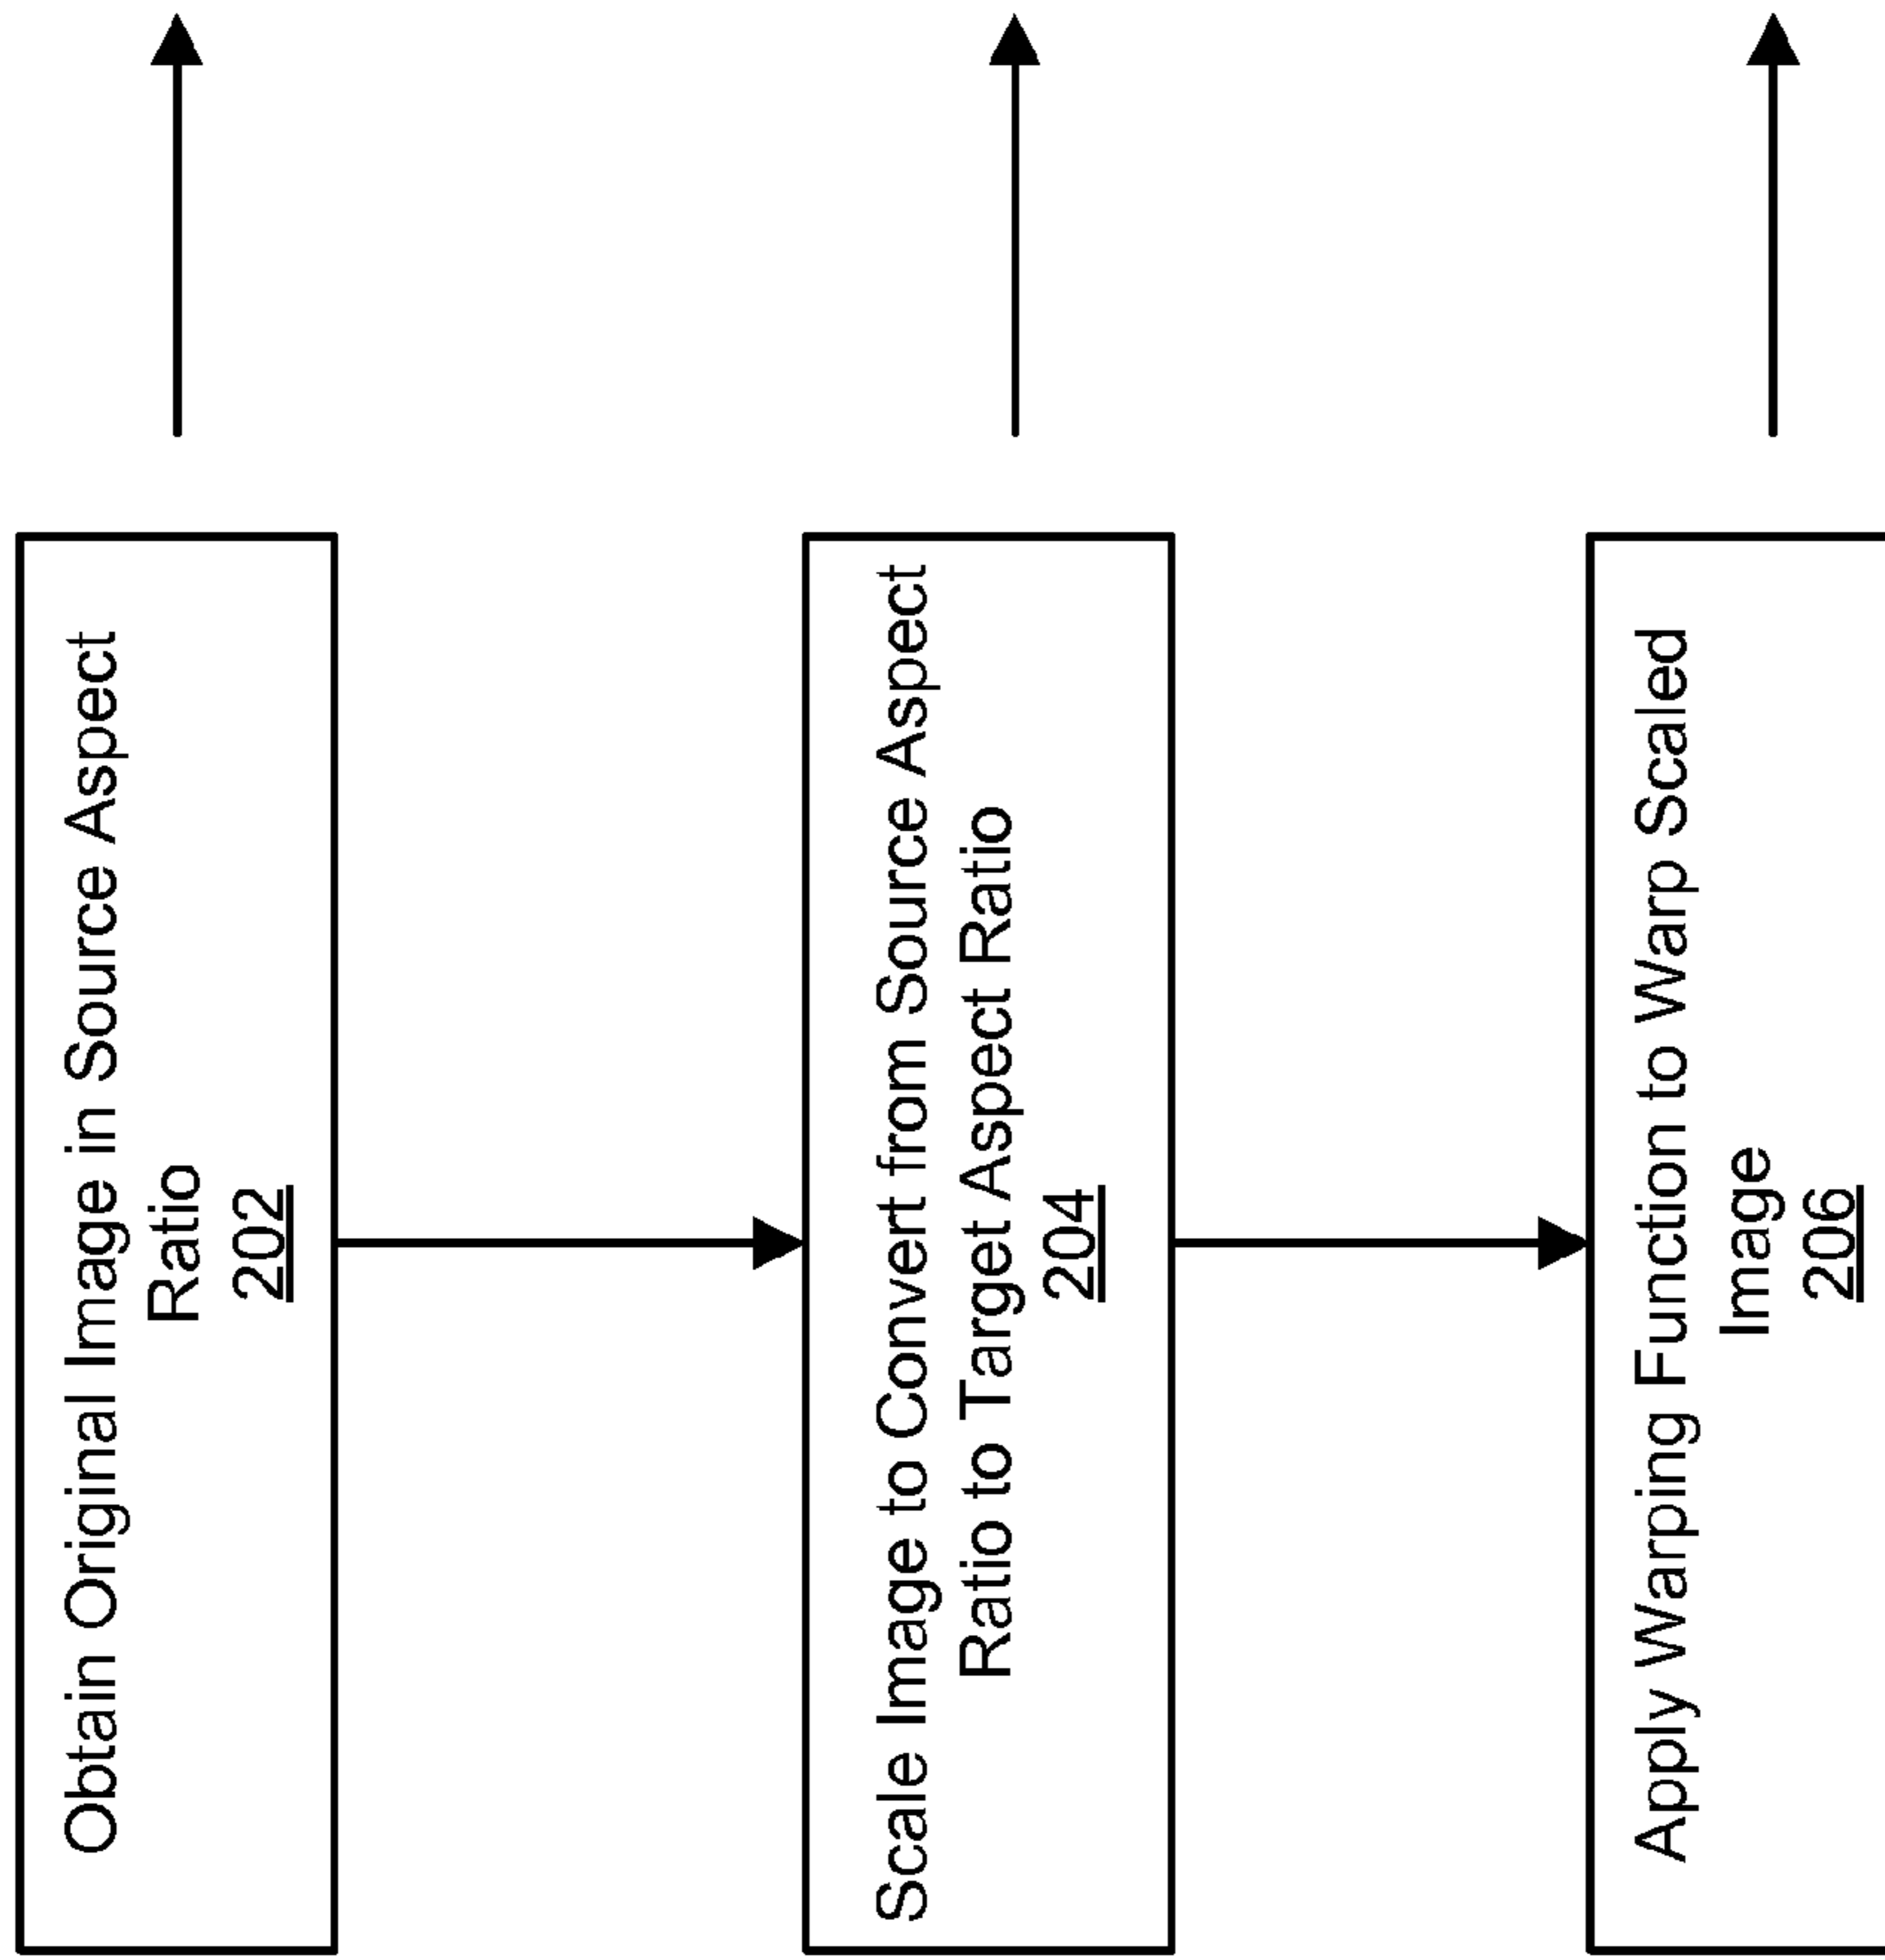 Obtain Original Image in Source Aspect
Ratio
202
Scale Image to Convert from Source Aspect
Ratio to Target Aspect Ratio
204
Apply Warping Function to Warp Scaled
Image
206